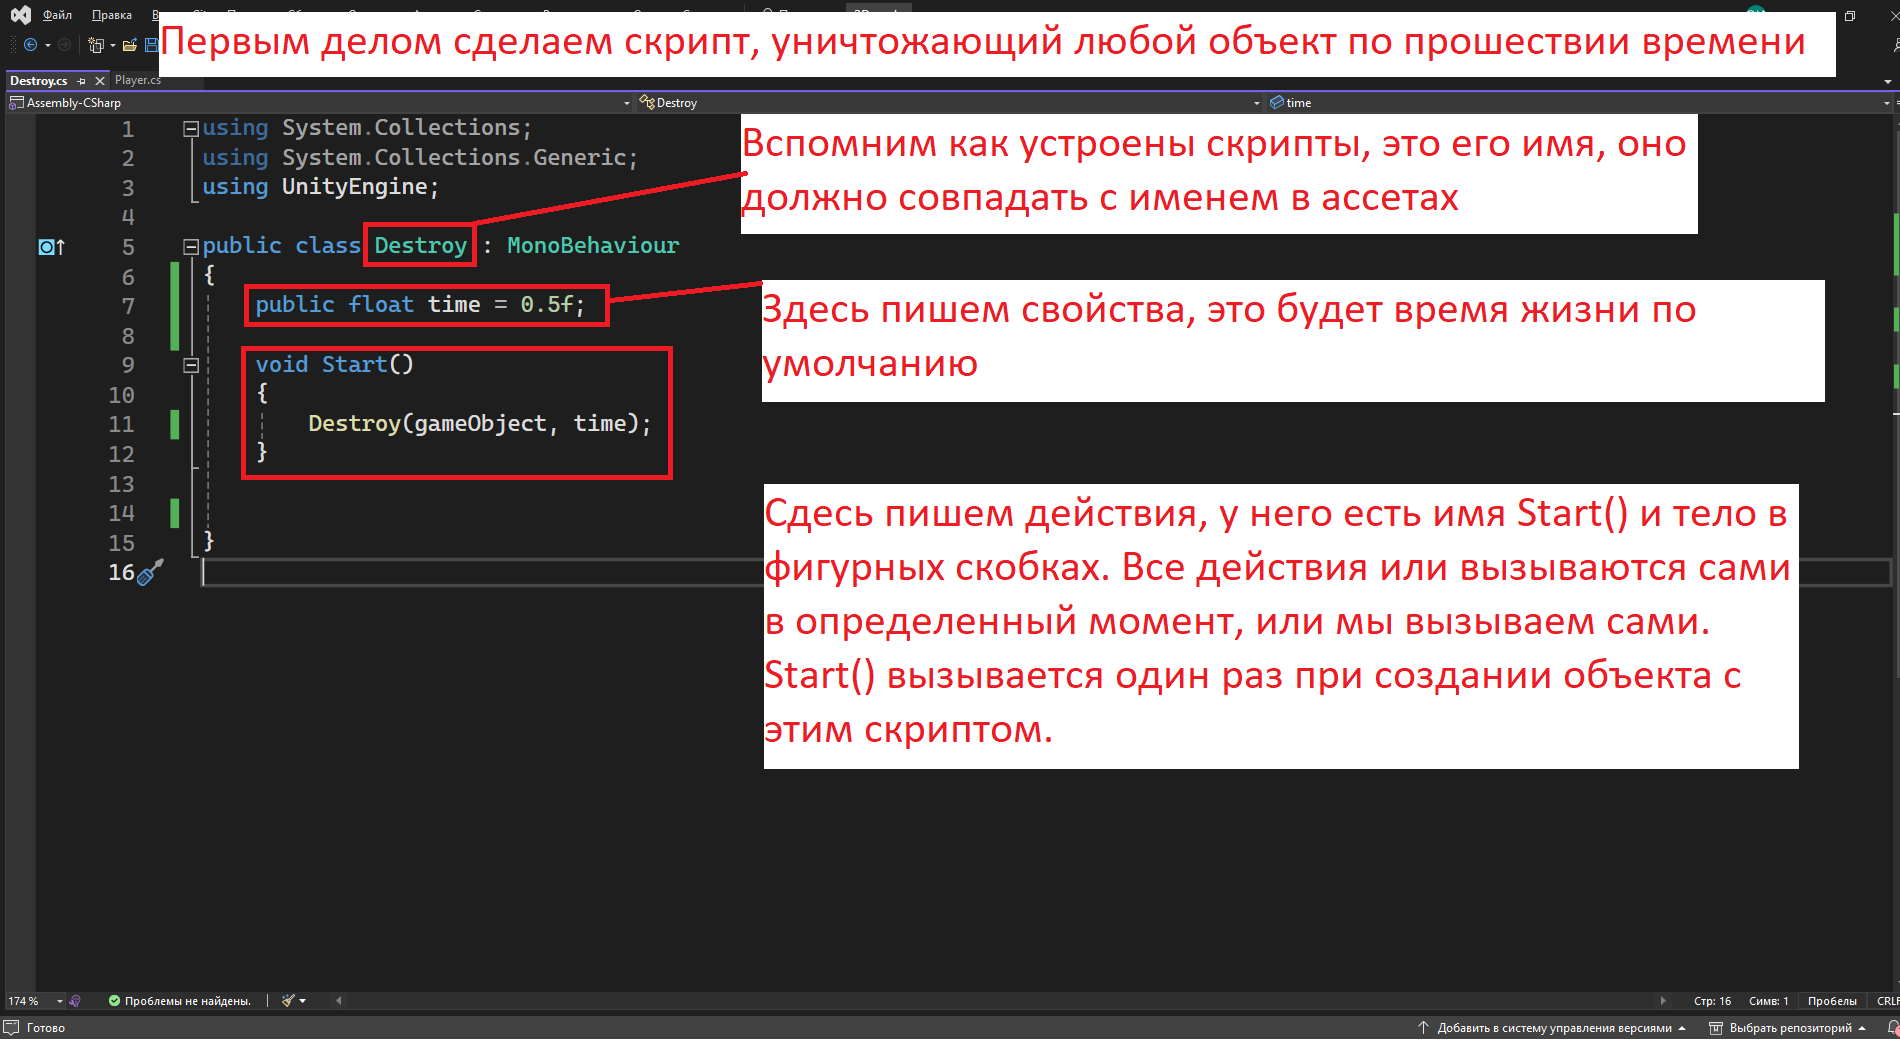 Файл Правка
Первым делом сделаем скрипт, уничтожающий любой объект по прошествии времени
Destroy.cs Player.cs
Assembly-CSharp Destroy time
1 using System.Collections;
2 using System.Collections.Generic;
3 using UnityEngine;
4
5 public class Destroy : MonoBehaviour
6 {
7 public float time = 0.5f;
8
9 void Start()
10 {
11 Destroy(gameObject, time);
12 }
13
14
15 }
16
Вспомним как устроены скрипты, это его имя, оно
должно совпадать с именем в ассетах
Здесь пишем свойства, это будет время жизни по
умолчанию
Сдесь пишем действия, у него есть имя Start() и тело в
фигурных скобках. Все действия или вызываются сами
в определенный момент, или мы вызываем сами.
Start() вызывается один раз при создании объекта с
этим скриптом.
174 % Проблемы не найдены. Стр: 16 Симв: 1 Пробелы CRLF
Готово Добавить в систему управления версиями Выбрать репозиторий